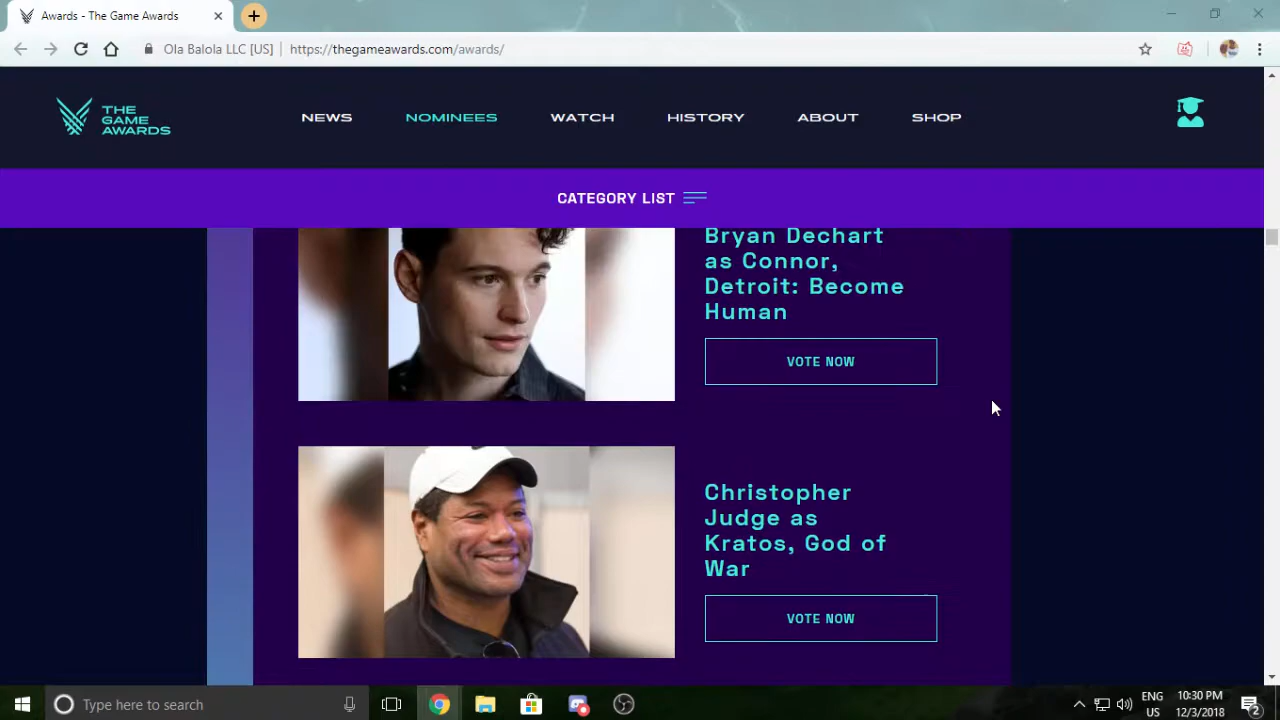 Awards - The Game Awards
Ola Balola LLC [US] | https://thegameawards.com/awards/
THE
GAME
AWARDS
NEWS NOMINEES WATCH HISTORY ABOUT SHOP
CATEGORY LIST
Bryan Dechart
as Connor,
Detroit: Become
Human
VOTE NOW
Christopher
Judge as
Kratos, God of
War
VOTE NOW
Type here to search
ENG
US
10:30 PM
12/3/2018
2